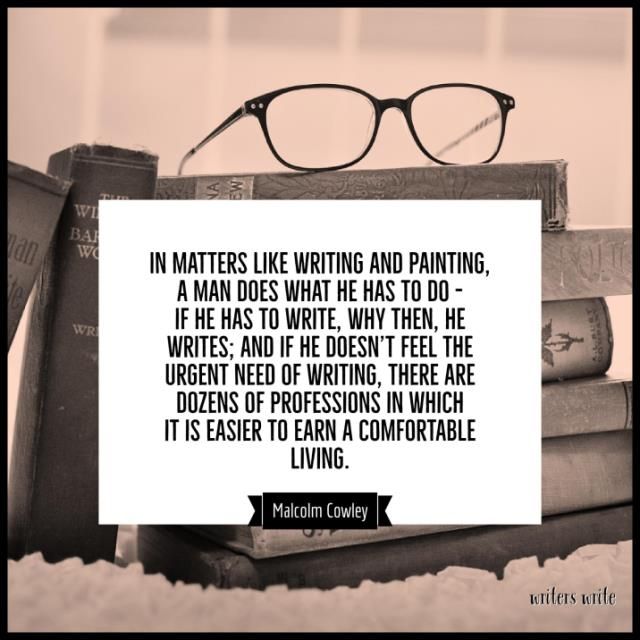 IN MATTERS LIKE WRITING AND PAINTING,
A MAN DOES WHAT HE HAS TO DO -
IF HE HAS TO WRITE, WHY THEN, HE
WRITES; AND IF HE DOESN'T FEEL THE
URGENT NEED OF WRITING, THERE ARE
DOZENS OF PROFESSIONS IN WHICH
IT IS EASIER TO EARN A COMFORTABLE
LIVING.
Malcolm Cowley
writers write